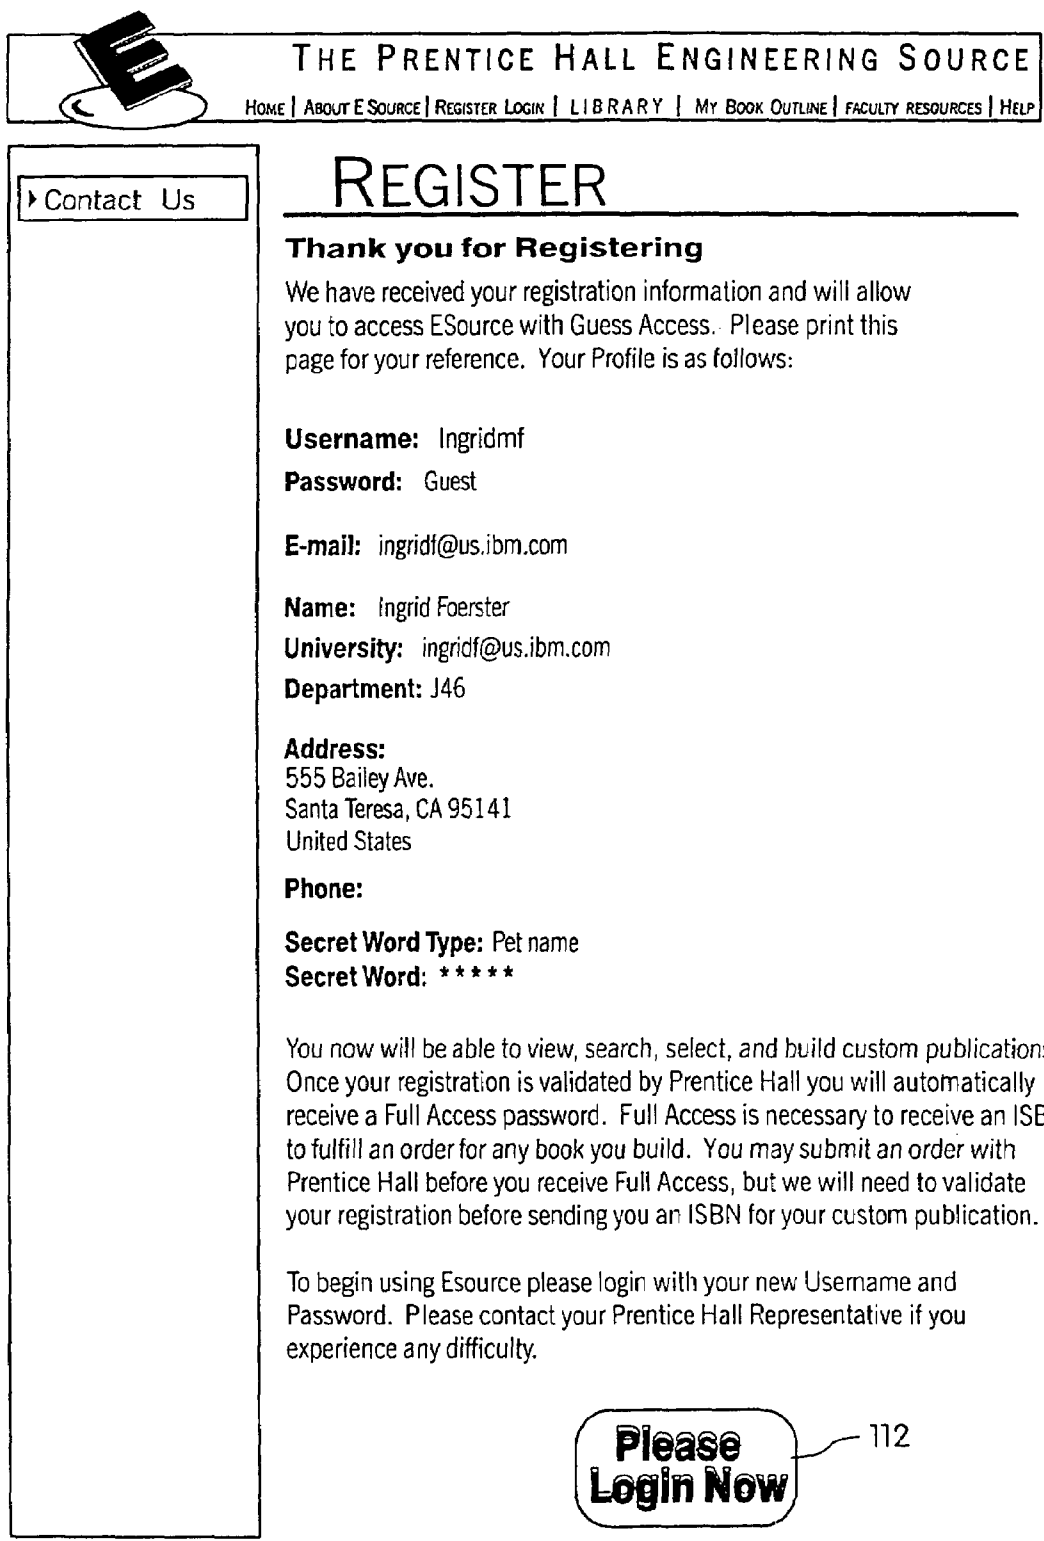 E
THE PRENTICE HALL ENGINEERING SOURCE
HOME | ABOUT E SOURCE | REGISTER LOGIN | LIBRARY | MY BOOK OUTLINE | FACULTY RESOURCES | HELP
Contact Us
REGISTER
Thank you for Registering
We have received your registration information and will allow
you to access ESource with Guess Access. Please print this
page for your reference. Your Profile is as follows:
Username: Ingridmf
Password: Guest
E-mail: ingridf@us.ibm.com
Name: Ingrid Foerster
University: ingridf@us.ibm.com
Department: J46
Address:
555 Bailey Ave.
Santa Teresa, CA 95141
United States
Phone:
Secret Word Type: Pet name
Secret Word: *****
You now will be able to view, search, select, and build custom publication
Once your registration is validated by Prentice Hall you will automatically
receive a Full Access password. Full Access is necessary to receive an ISB
to fulfill an order for any book you build. You may submit an order with
Prentice Hall before you receive Full Access, but we will need to validate
your registration before sending you an ISBN for your custom publication.
To begin using Esource please login with your new Username and
Password. Please contact your Prentice Hall Representative if you
experience any difficulty.
Please
Login Now
112